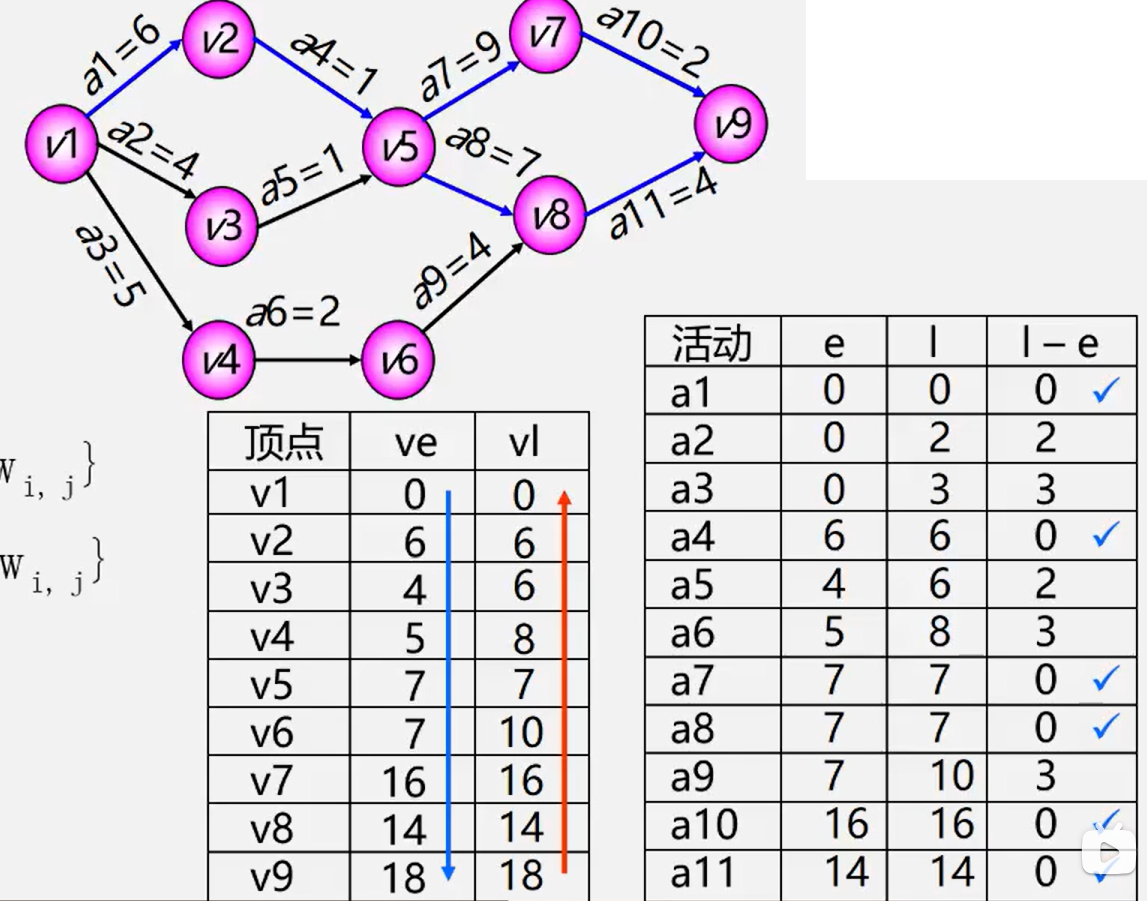 v1
v2
v3
v4
v5
v6
v7
v8
v9
a1=6
a2=4
a3=5
a4=1
a5=1
a6=2
a7=9
a8=7
a9=4
a10=2
a11=4
W i, j}
W i, j}
顶点 ve vl
v1 0 0
v2 6 6
v3 4 6
v4 5 8
v5 7 7
v6 7 10
v7 16 16
v8 14 14
v9 18 18
活动 e l l – e
a1 0 0 0 ✓
a2 0 2 2
a3 0 3 3
a4 6 6 0 ✓
a5 4 6 2
a6 5 8 3
a7 7 7 0 ✓
a8 7 7 0 ✓
a9 7 10 3
a10 16 16 0 ✓
a11 14 14 0 ✓